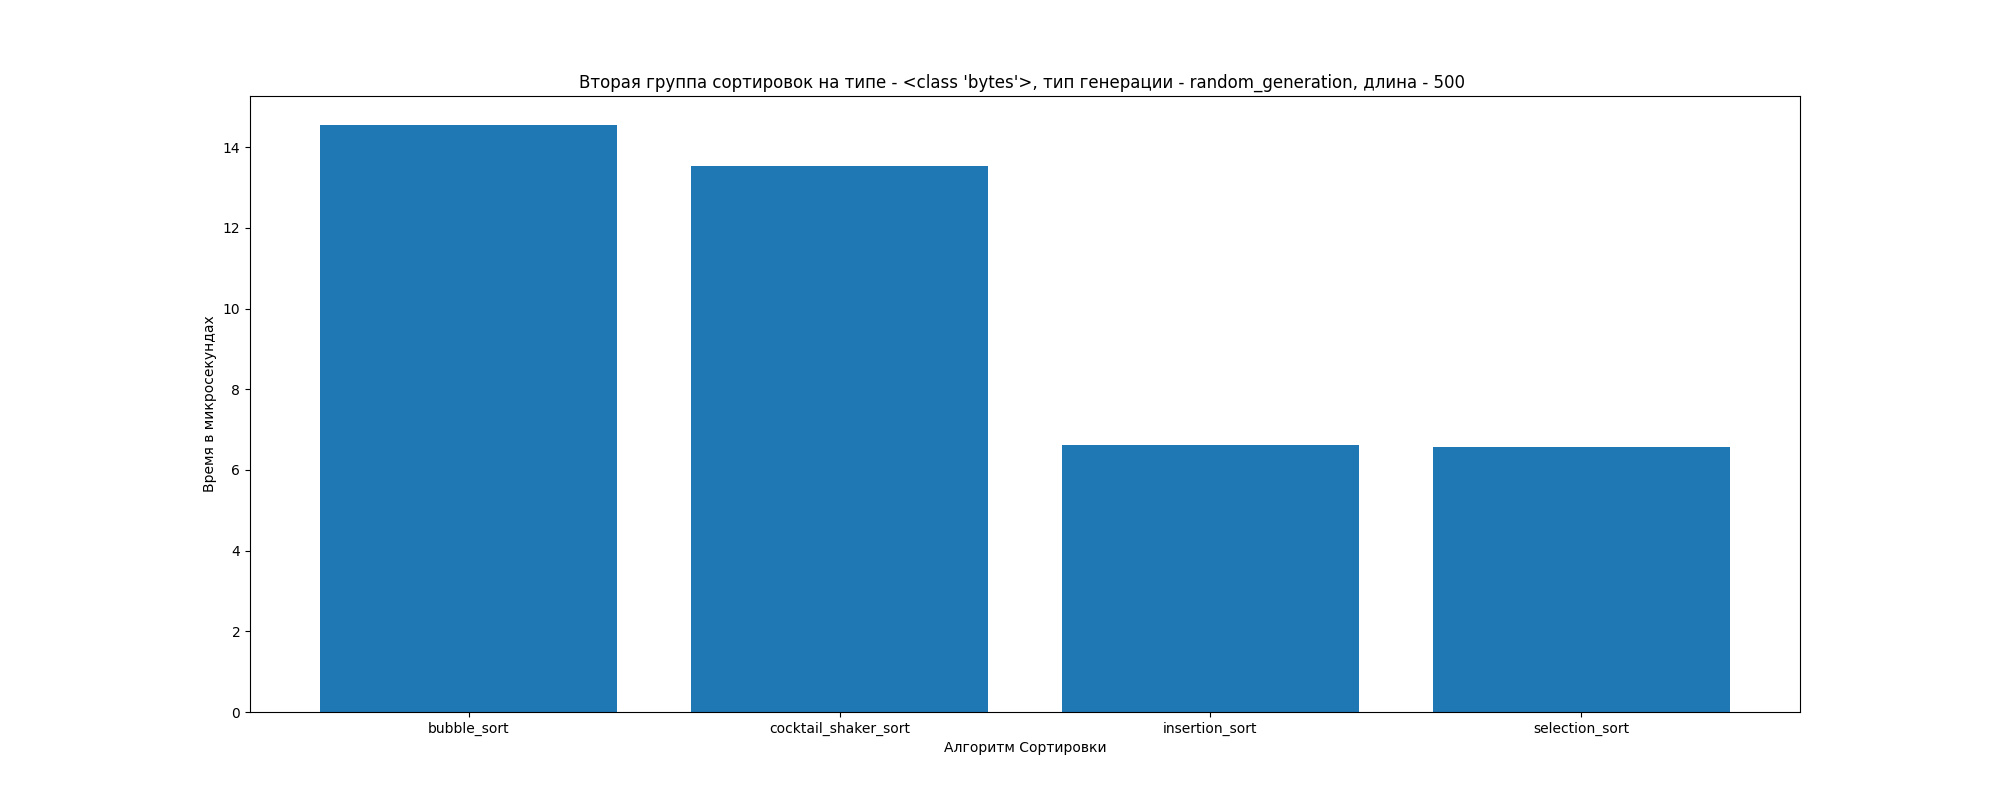 Вторая группа сортировок на типе - <class 'bytes'>, тип генерации - random_generation, длина - 500
Время в микросекундах
14
12
10
8
6
4
2
0
bubble_sort
cocktail_shaker_sort
insertion_sort
selection_sort
Алгоритм Сортировки